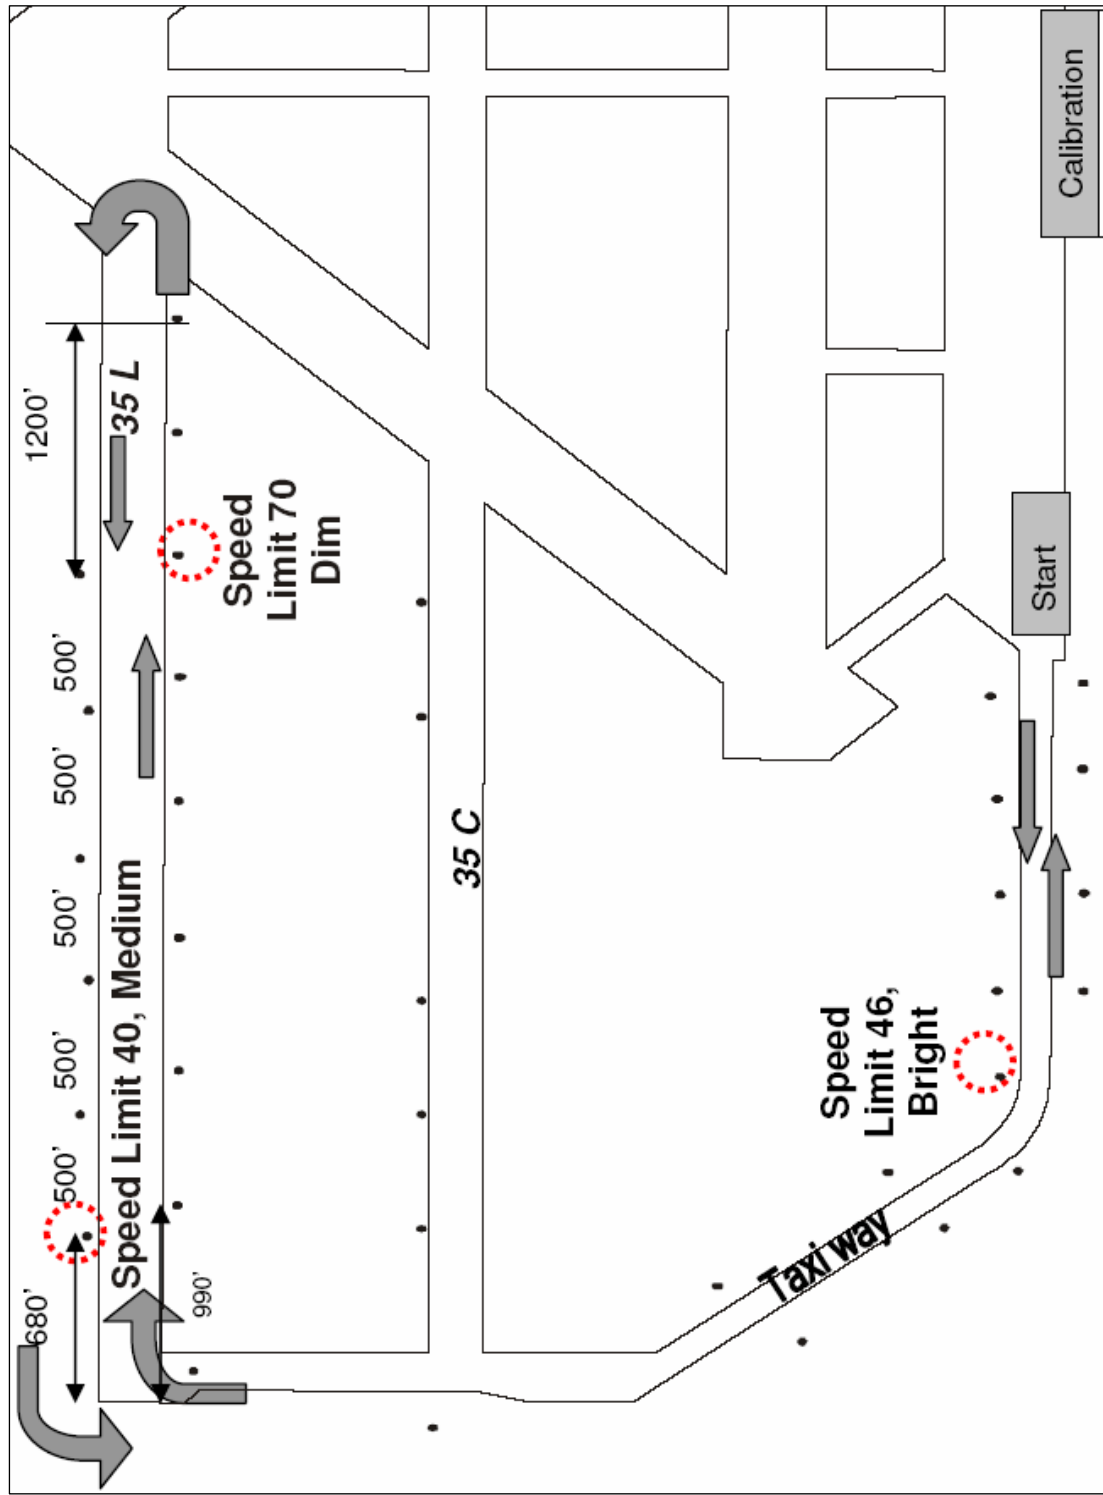 680’
500’
500’
500’
500’
500’
1200’
Speed Limit 40, Medium
35 L
990’
Speed
Limit 70
Dim
35 C
Taxi way
Speed
Limit 46,
Bright
Start
Calibration